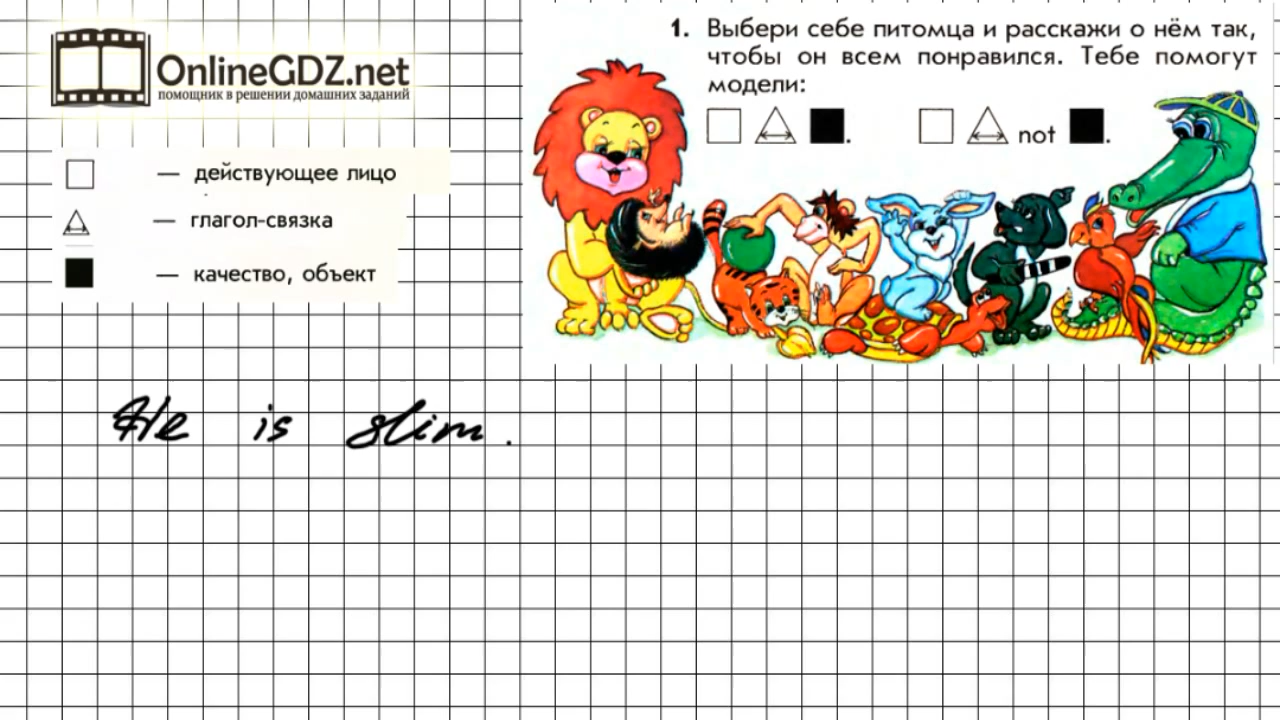 OnlineGDZ.net
помощник в решении домашних заданий
1. Выбери себе питомца и расскажи о нём так,
чтобы он всем понравился. Тебе помогут
модели:
. not .
— действующее лицо
— глагол-связка
— качество, объект
He is slim.